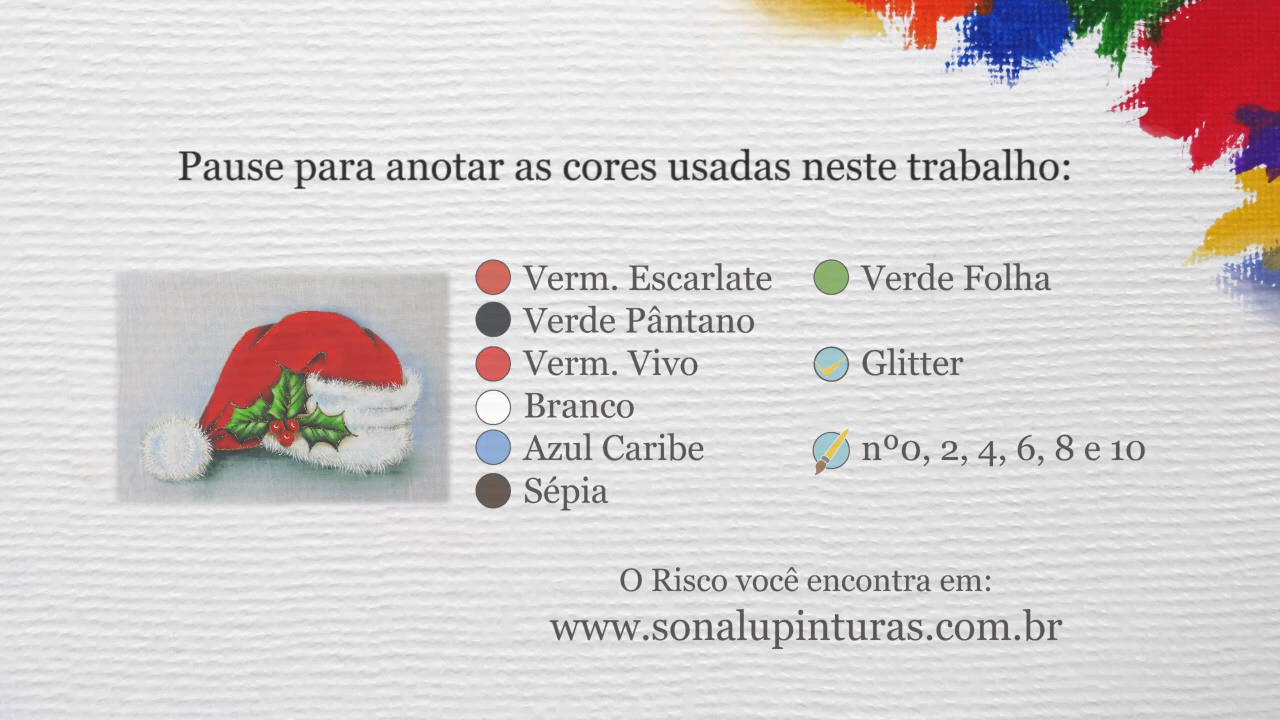 Pause para anotar as cores usadas neste trabalho:
Verm. Escarlate
Verde Pântano
Verm. Vivo
Branco
Azul Caribe
Sépia
Verde Folha
Glitter
nº0, 2, 4, 6, 8 e 10
O Risco você encontra em:
www.sonalupinturas.com.br